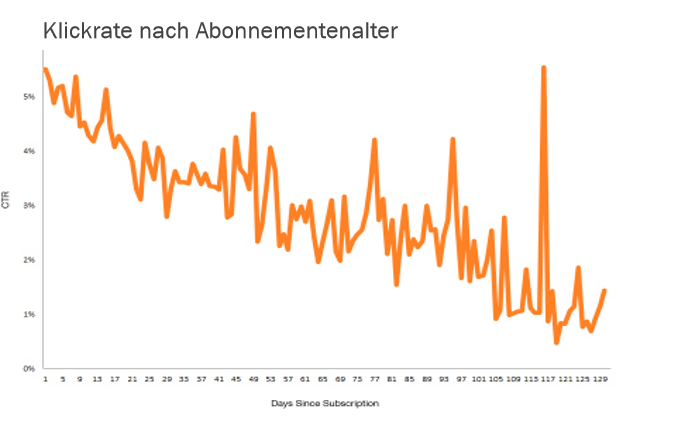 Klickrate nach Abonnementenalter
5%
4%
3%
2%
1%
0%
CTR
1 5 9 13 17 21 25 29 33 37 41 45 49 53 57 61 65 69 73 77 81 85 89 93 97 101 105 109 113 117 121 125 129
Days Since Subscription